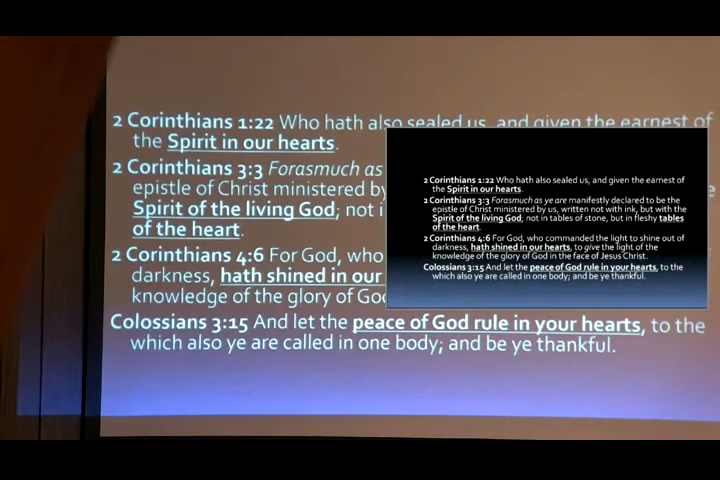 2 Corinthians 1:22 Who hath also sealed us, and given the earnest of
the Spirit in our hearts.
2 Corinthians 3:3 Forasmuch as
epistle of Christ ministered by
Spirit of the living God; not i
of the heart.
2 Corinthians 4:6 For God, who
darkness, hath shined in our
knowledge of the glory of God
Colossians 3:15 And let the peace of God rule in your hearts, to the
which also ye are called in one body; and be ye thankful.
2 Corinthians 1:22 Who hath also sealed us, and given the earnest of
the Spirit in our hearts.
2 Corinthians 3:3 Forasmuch as ye are manifestly declared to be the
epistle of Christ ministered by us, written not with ink, but with the
Spirit of the living God; not in tables of stone, but in fleshy tables
of the heart.
2 Corinthians 4:6 For God, who commanded the light to shine out of
darkness, hath shined in our hearts, to give the light of the
knowledge of the glory of God in the face of Jesus Christ.
Colossians 3:15 And let the peace of God rule in your hearts, to the
which also ye are called in one body; and be ye thankful.